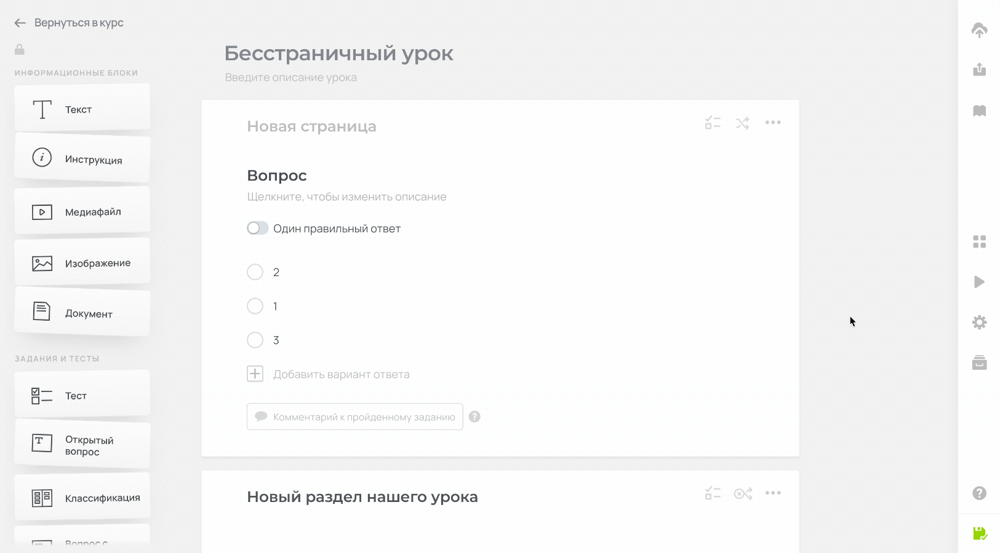 Вернуться в курс
ИНФОРМАЦИОННЫЕ БЛОКИ
Текст
Инструкция
Медиафайл
Изображение
Документ
ЗАДАНИЯ И ТЕСТЫ
Тест
Открытый
вопрос
Классификация
Вопрос с
Бесстраничный урок
Введите описание урока
Новая страница
Вопрос
Щелкните, чтобы изменить описание
Один правильный ответ
2
1
3
Добавить вариант ответа
Комментарий к пройденному заданию
Новый раздел нашего урока